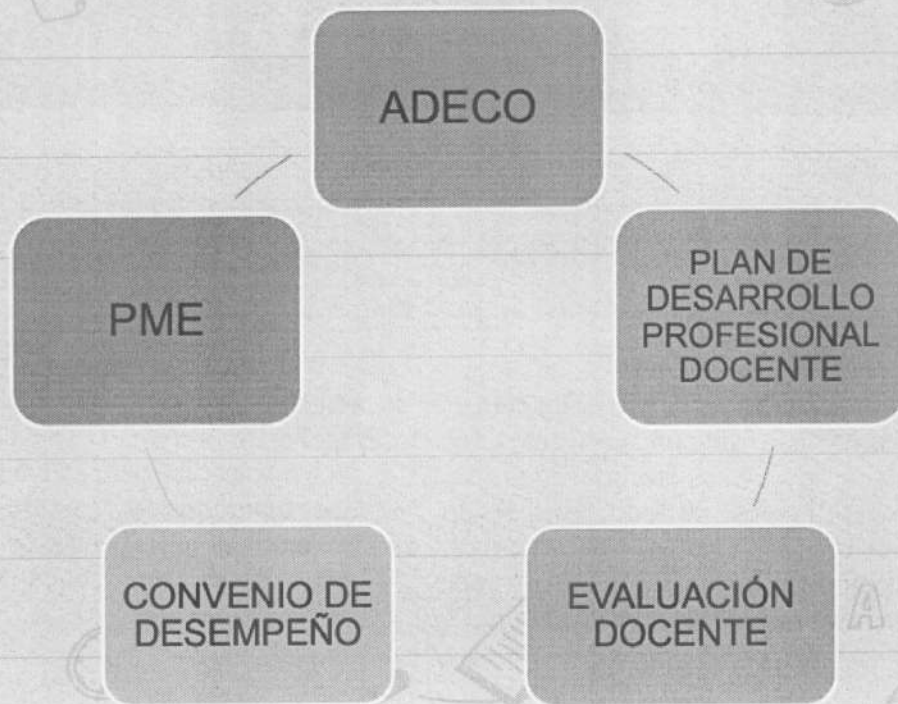 ADECO
PME
PLAN DE
DESARROLLO
PROFESIONAL
DOCENTE
CONVENIO DE
DESEMPEÑO
EVALUACIÓN
DOCENTE
A